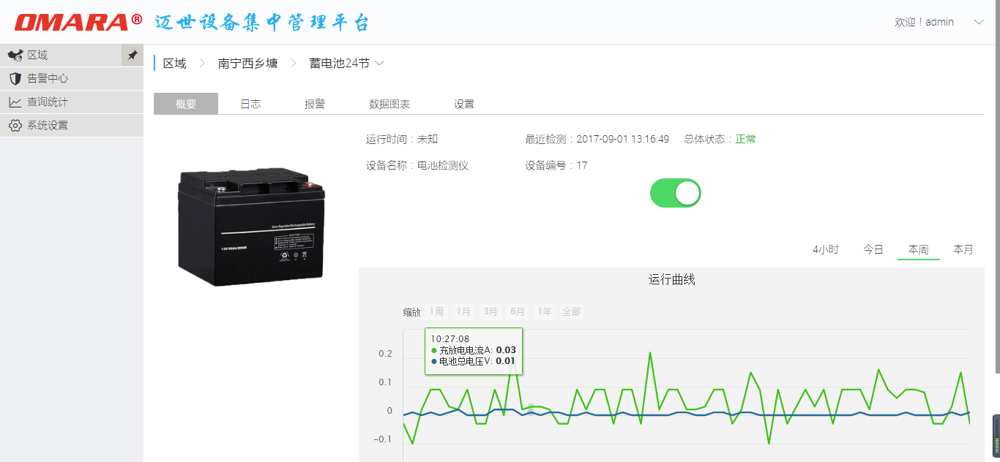 OMARA® 迈世设备集中管理平台
欢迎！admin
区域
告警中心
查询统计
系统设置
区域 南宁西乡塘 蓄电池24节
概要 日志 报警 数据图表 设置
运行时间：未知 最近检测：2017-09-01 13:16:49 总体状态：正常
设备名称：电池检测仪 设备编号：17
CAUTION
12V38Ah/20HR
4小时 今日 本周 本月
运行曲线
缩放 1周 1月 3月 6月 1年 全部
10:27:08
充放电电流A: 0.03
电池总电压V: 0.01
0.2
0.1
0
-0.1